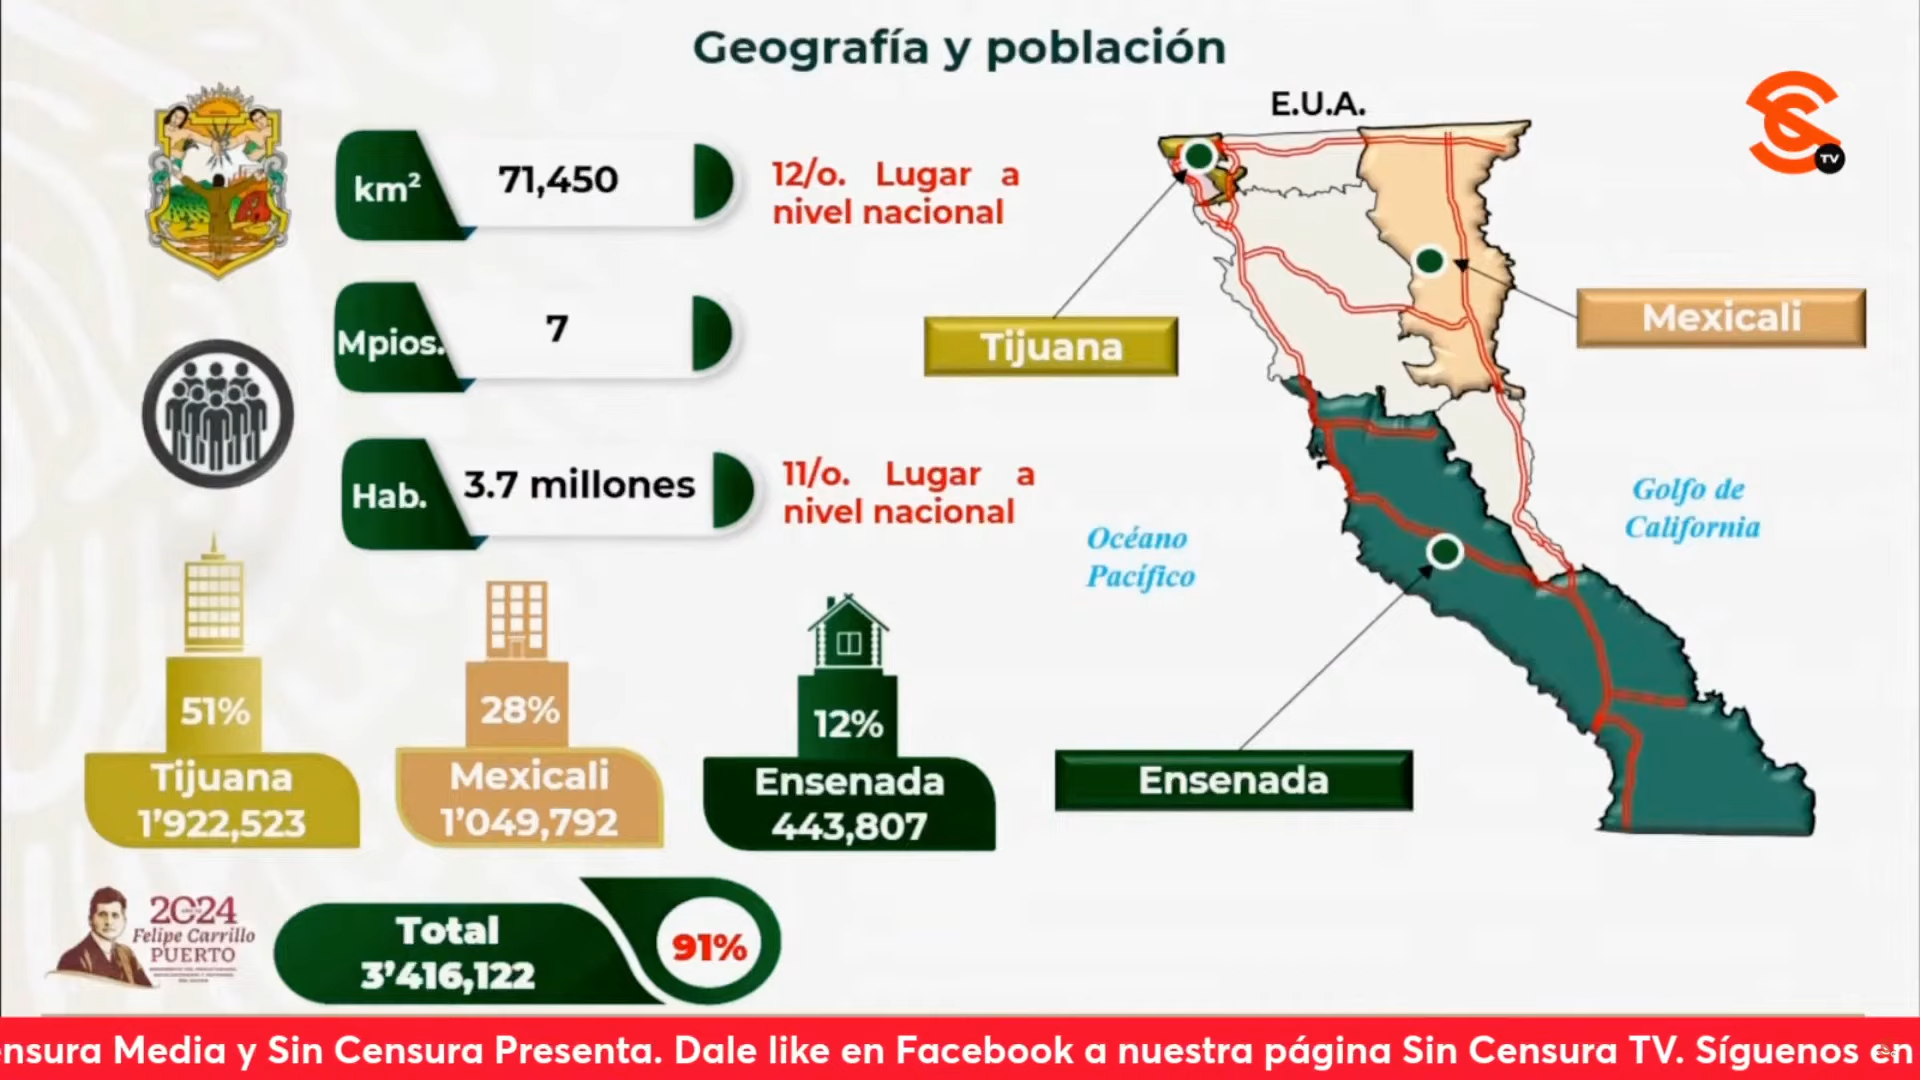 Geografía y población
E.U.A.
TV
km²
71,450
12/o. Lugar a
nivel nacional
Mpios.
7
Tijuana
Mexicali
Hab.
3.7 millones
11/o. Lugar a
nivel nacional
Océano
Pacífico
Golfo de
California
51%
Tijuana
1’922,523
28%
Mexicali
1’049,792
12%
Ensenada
443,807
Ensenada
2024
Felipe Carrillo
PUERTO
Total
3’416,122
91%
ensura Media y Sin Censura Presenta. Dale like en Facebook a nuestra página Sin Censura TV. Síguenos en